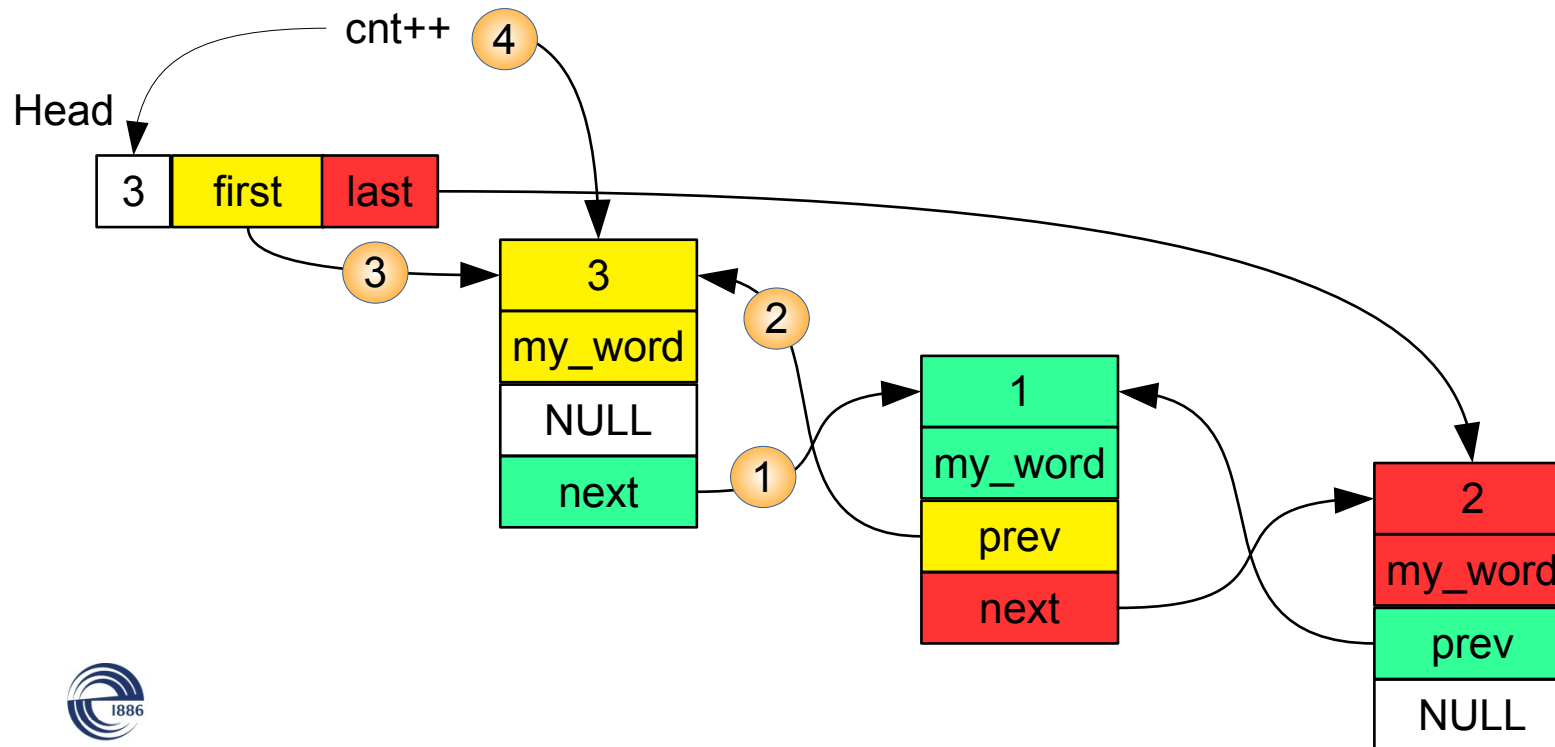 cnt++ 4
Head
3 first last
3
3
my_word
NULL
next
2
1
1
my_word
prev
next
2
my_word
prev
NULL
1886